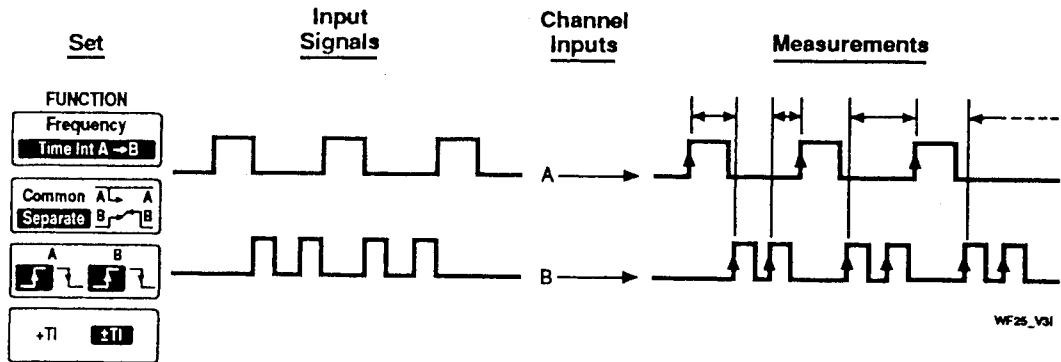 Set
Input
Signals
Channel
Inputs
Measurements
FUNCTION
Frequency
Time Int A→B
Common A A
Separate B B
A B
+TI ±TI
A
B
A
B
WF25_V3I